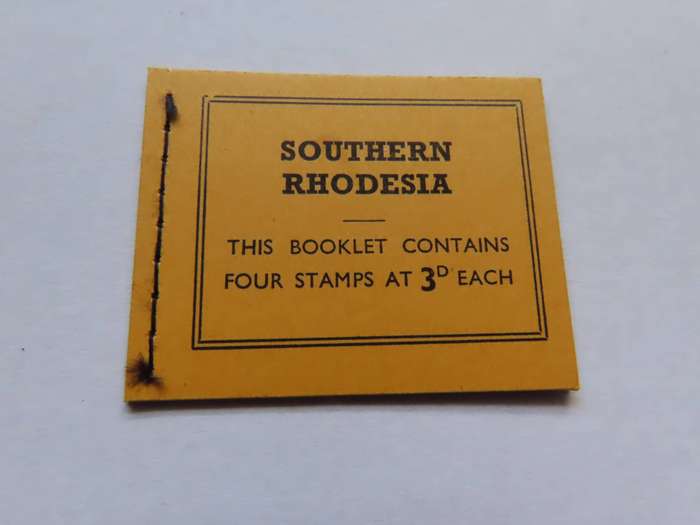 SOUTHERN
RHODESIA
THIS BOOKLET CONTAINS
FOUR STAMPS AT 3D EACH